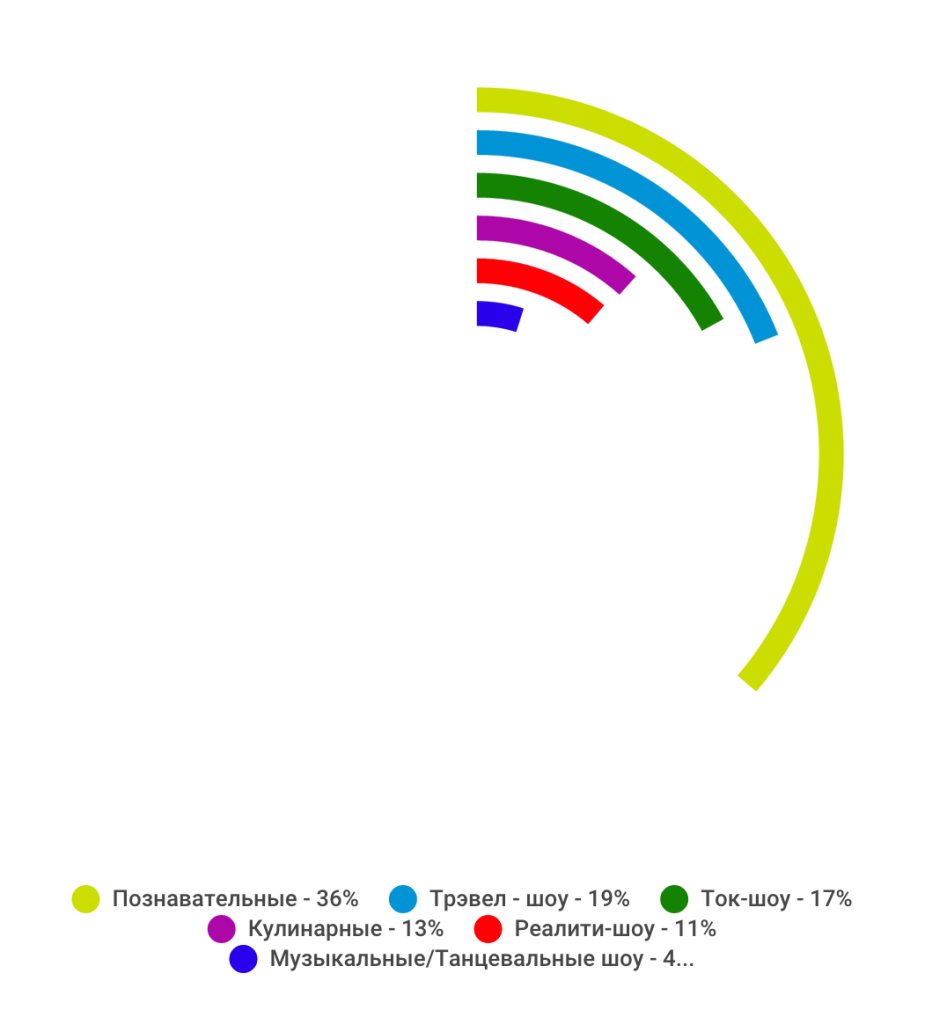 Познавательные - 36% Трэвел - шоу - 19% Ток-шоу - 17%
Кулинарные - 13% Реалити-шоу - 11%
Музыкальные/Танцевальные шоу - 4...